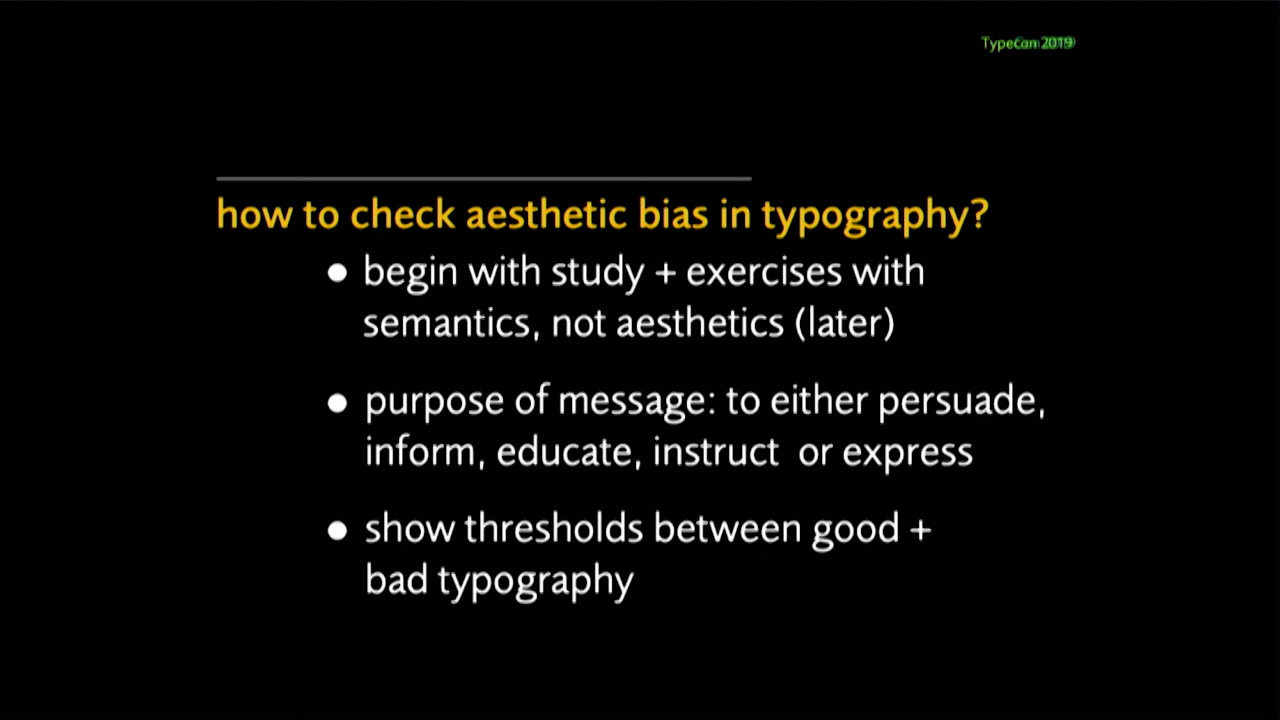 TypeCon 2019
how to check aesthetic bias in typography?
● begin with study + exercises with
semantics, not aesthetics (later)
● purpose of message: to either persuade,
inform, educate, instruct or express
● show thresholds between good +
bad typography